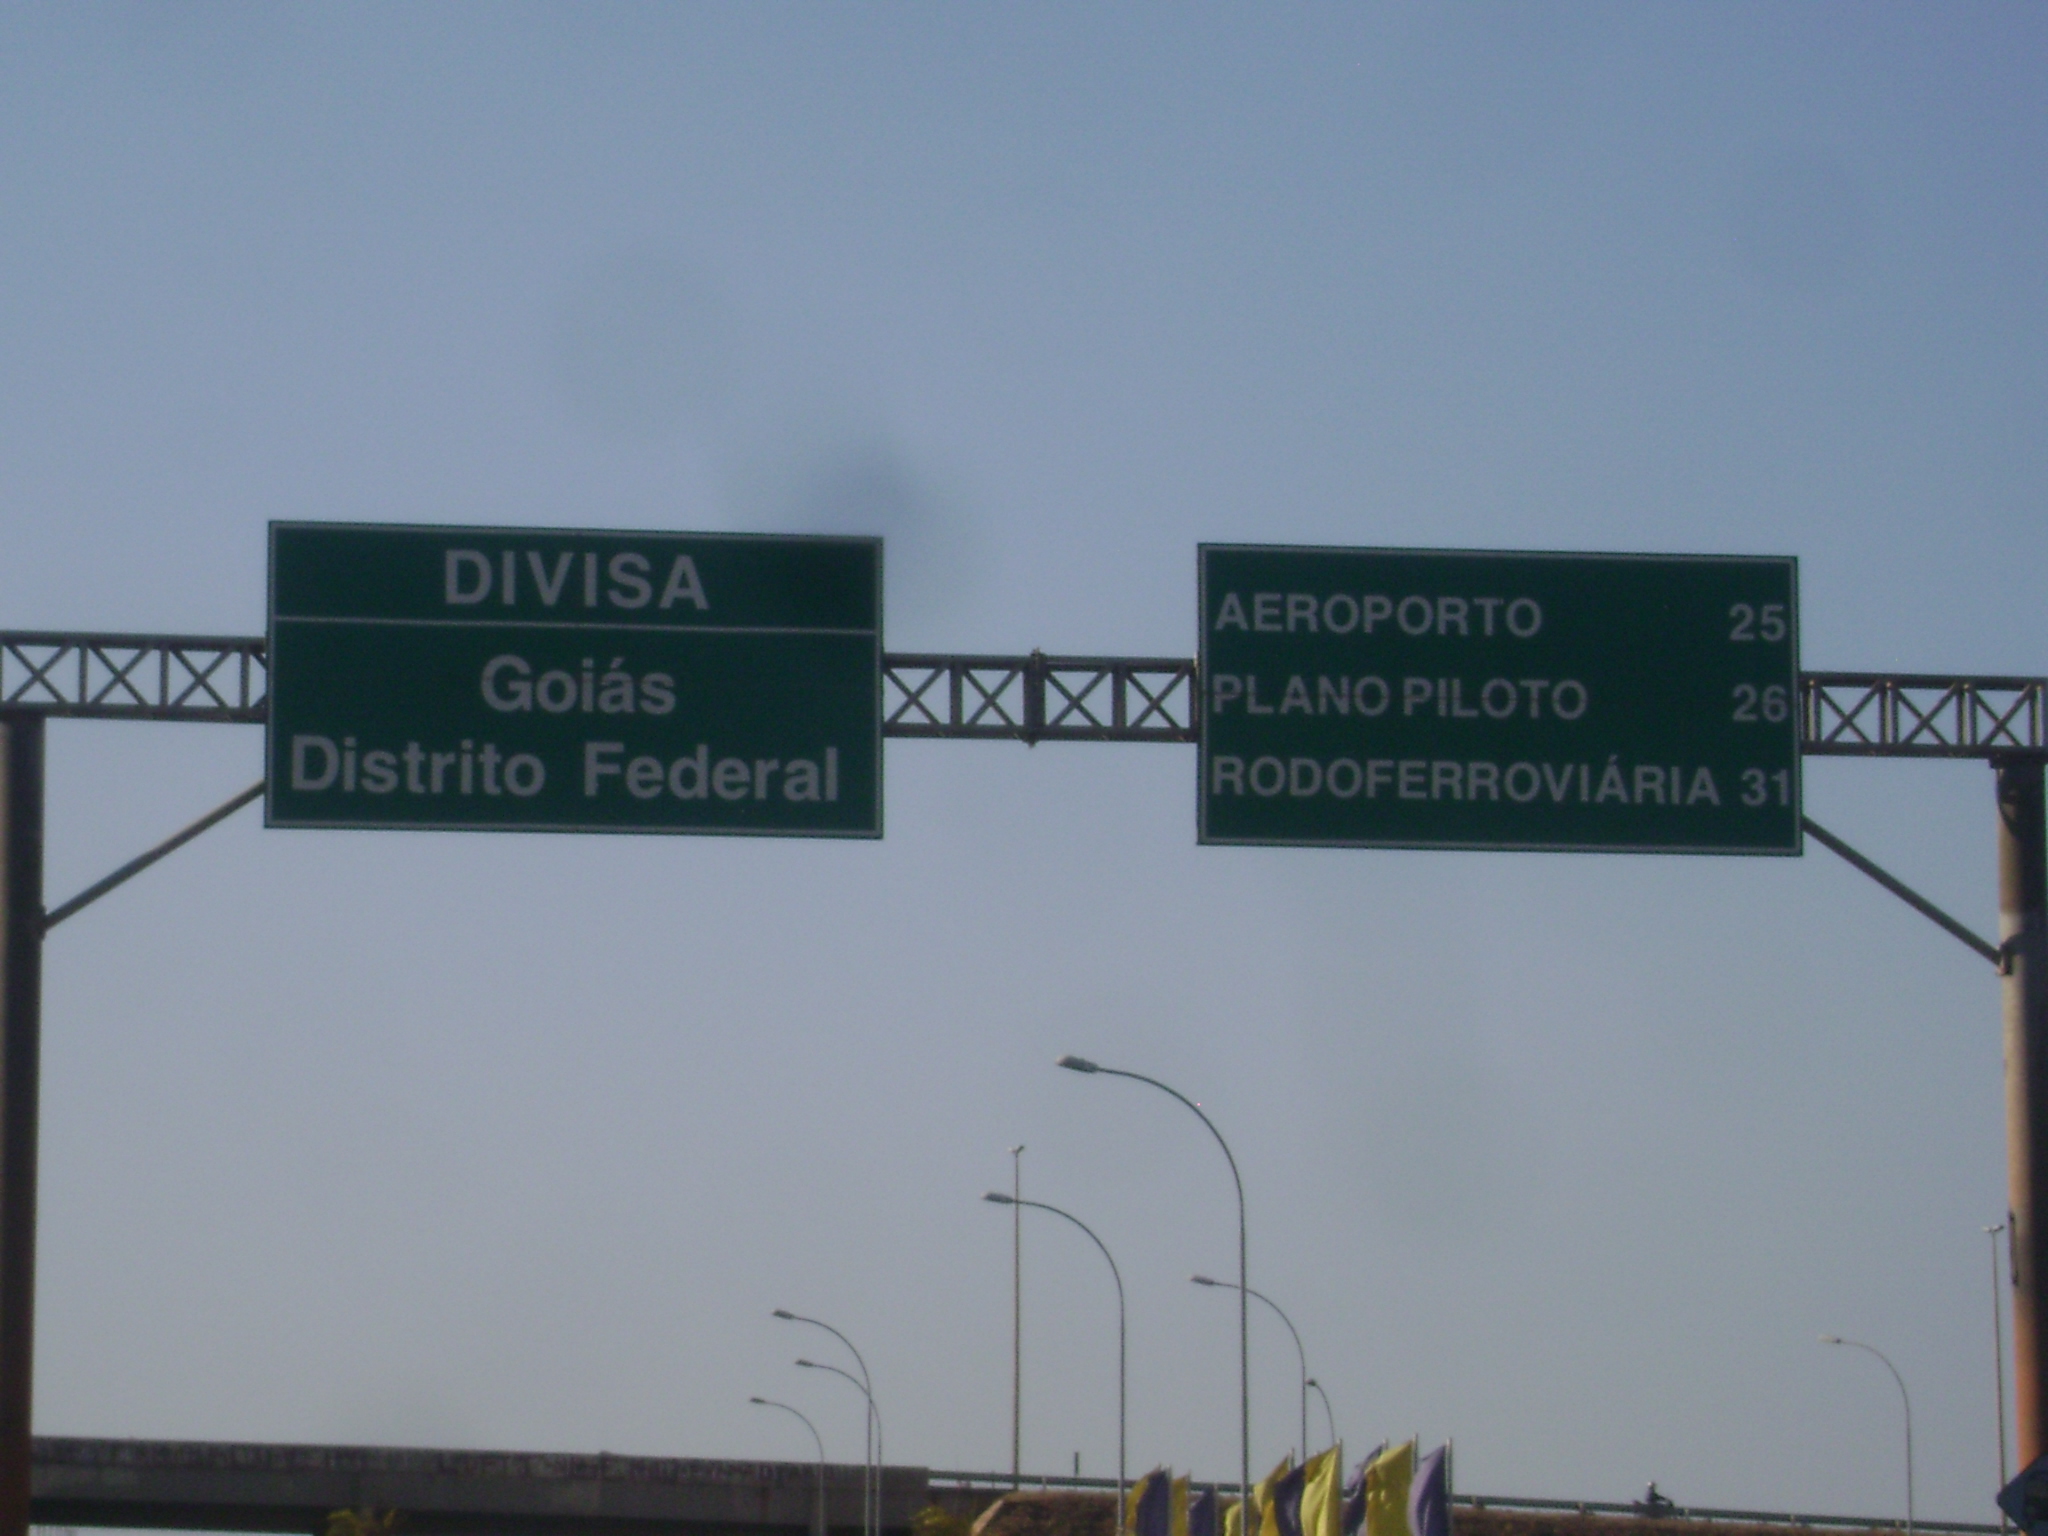 DIVISA
Goiás
Distrito Federal
AEROPORTO 25
PLANO PILOTO 26
RODOFERROVIÁRIA 31